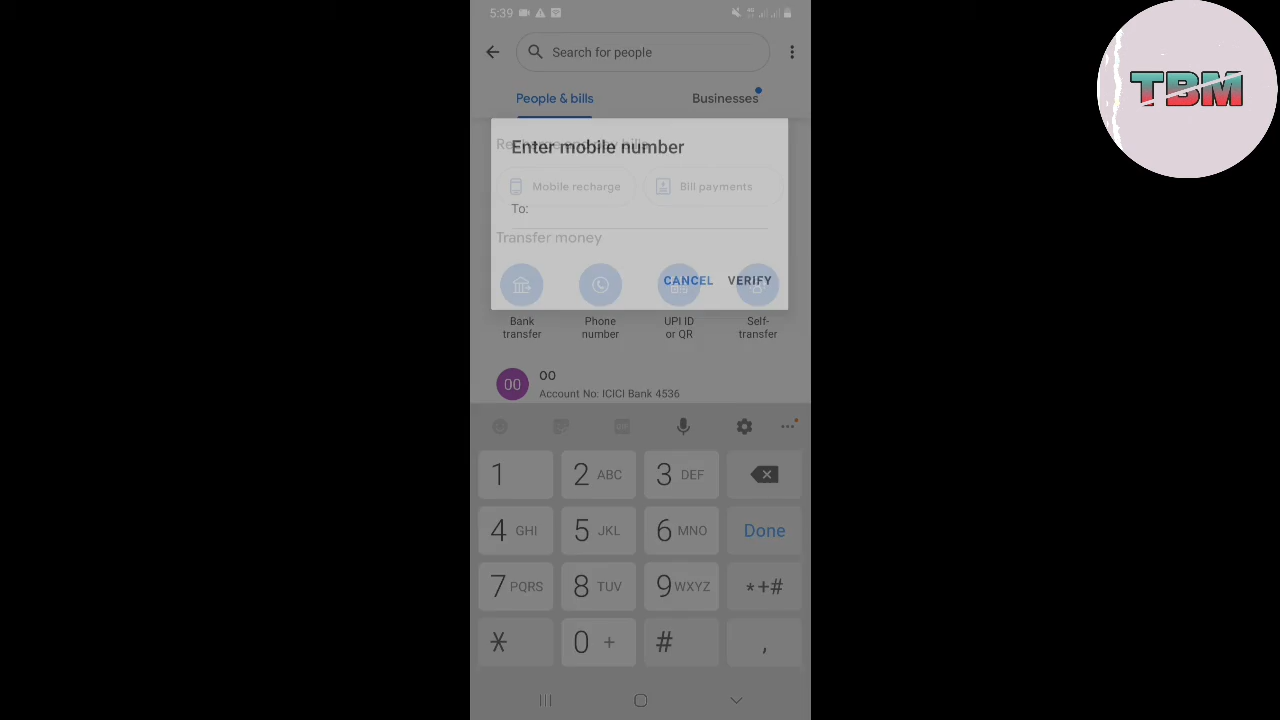 5:39
Search for people
People & bills
Businesses
Enter mobile number
Mobile recharge
Bill payments
To:
Transfer money
CANCEL
VERIFY
Bank transfer
Phone number
UPI ID or QR
Self-transfer
OO
OO
Account No: ICICI Bank 4536
1
2 ABC
3 DEF
4 GHI
5 JKL
6 MNO
Done
7 PQRS
8 TUV
9 WXYZ
*+#
*
0 +
#
,
TBM